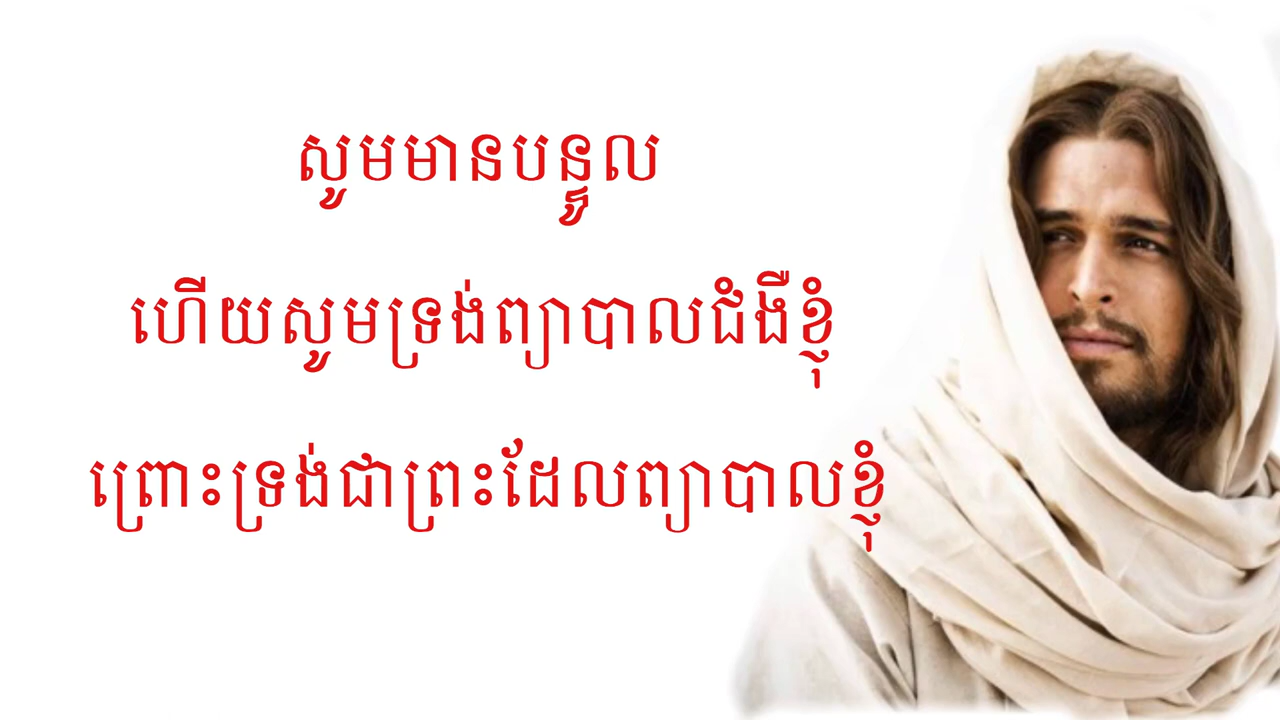 សូមមានបន្ទូល
ហើយសូមទ្រង់ព្យាបាលជំងឺខ្ញុំ
ព្រោះទ្រង់ជាព្រះដែលព្យាបាលខ្ញុំ